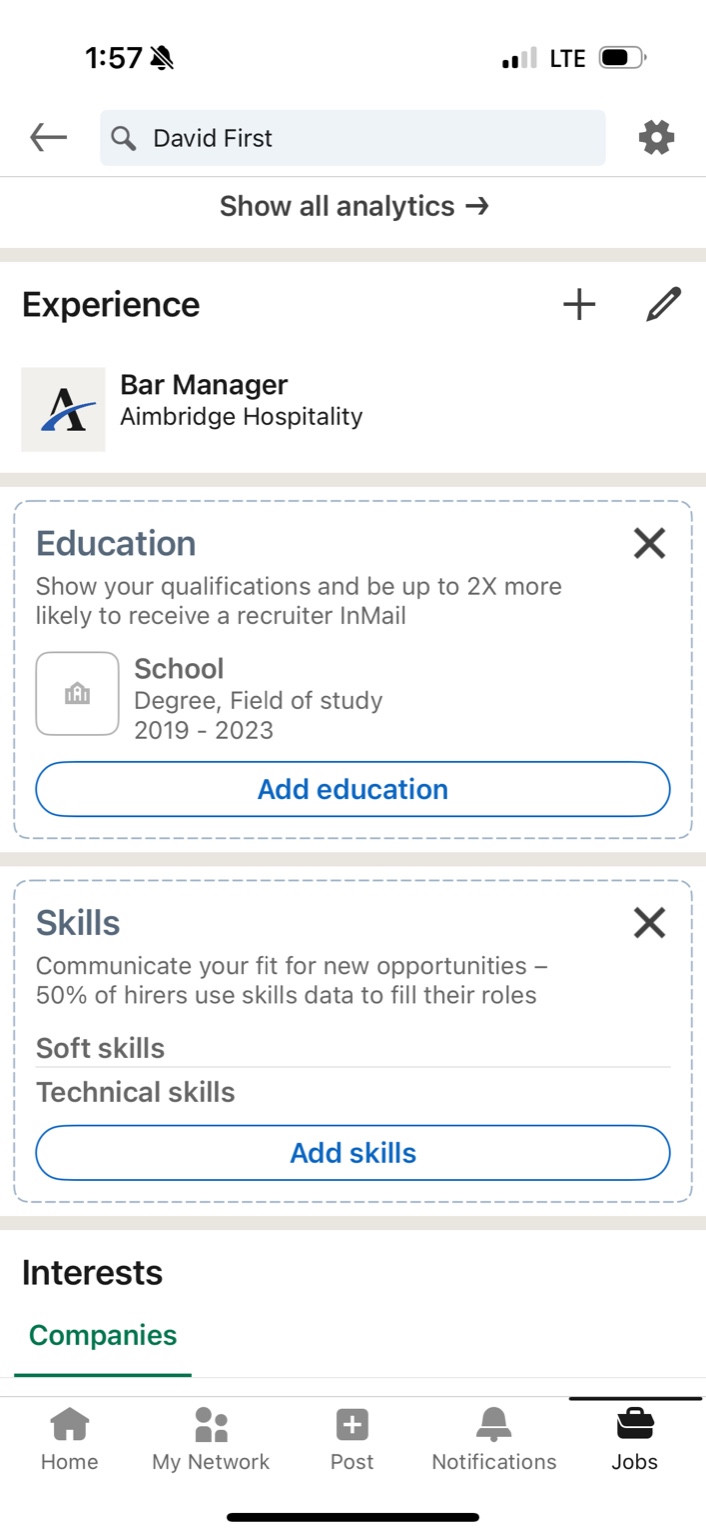 1:57
LTE
David First
Show all analytics →
Experience
Bar Manager
Aimbridge Hospitality
Education
Show your qualifications and be up to 2X more
likely to receive a recruiter InMail
School
Degree, Field of study
2019 - 2023
Add education
Skills
Communicate your fit for new opportunities –
50% of hirers use skills data to fill their roles
Soft skills
Technical skills
Add skills
Interests
Companies
Home
My Network
Post
Notifications
Jobs